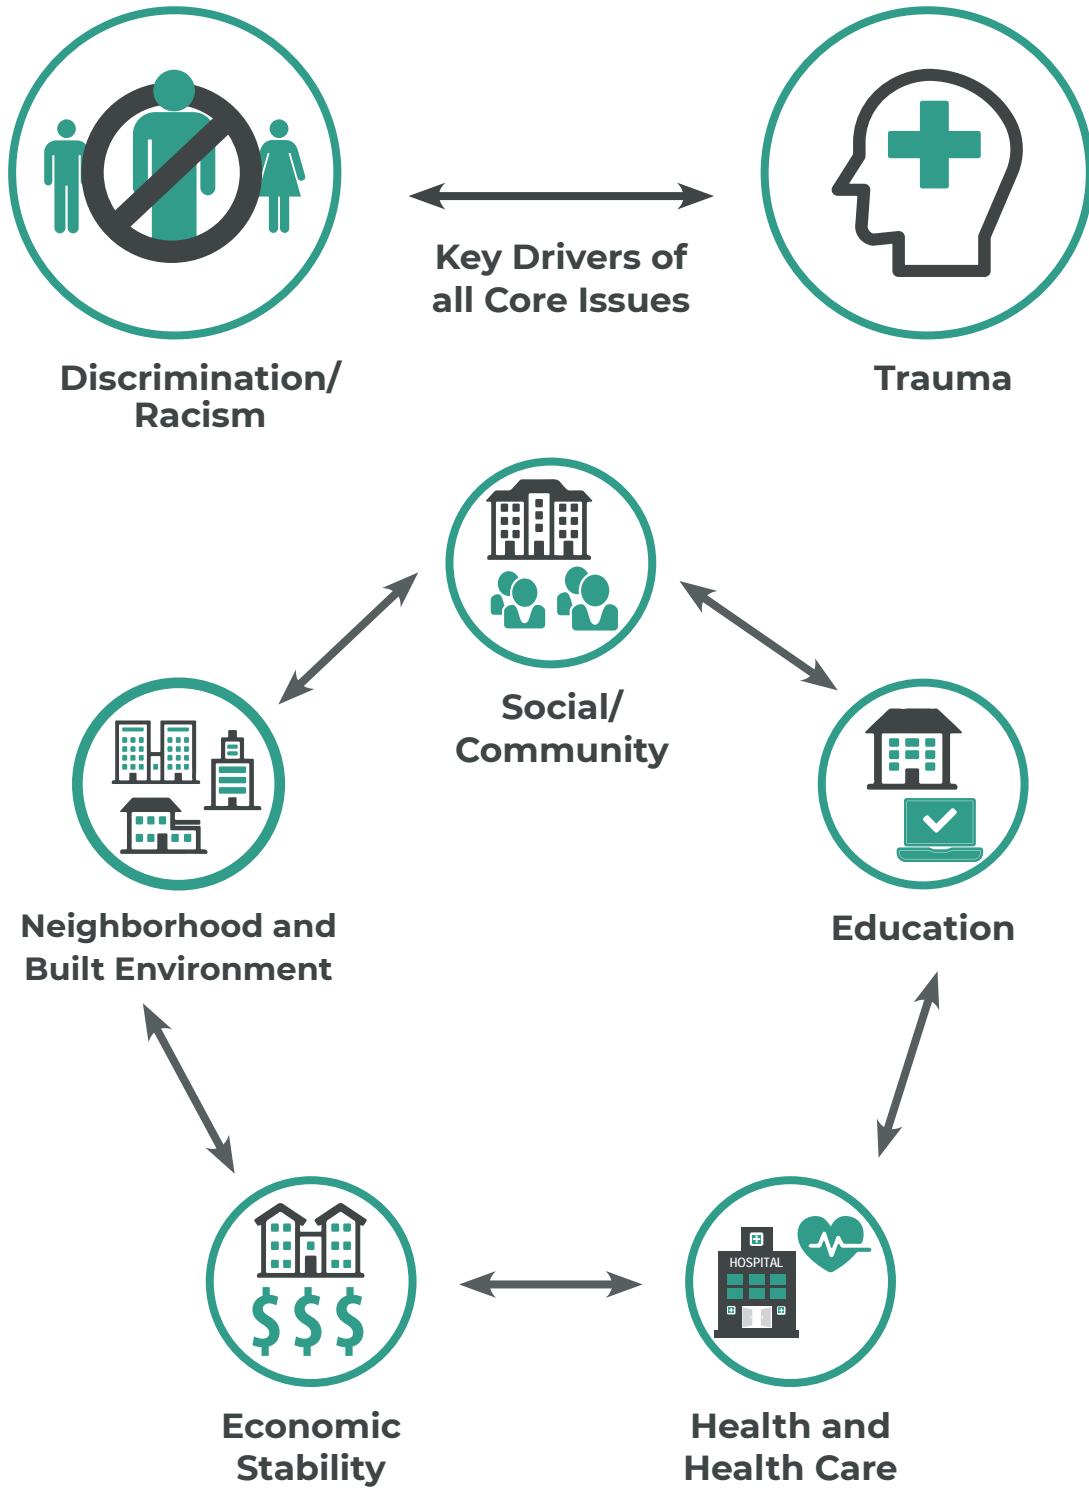 Key Drivers of
all Core Issues
Discrimination/
Racism
Trauma
Social/
Community
Neighborhood and
Built Environment
Education
HOSPITAL
$$$
Economic
Stability
Health and
Health Care